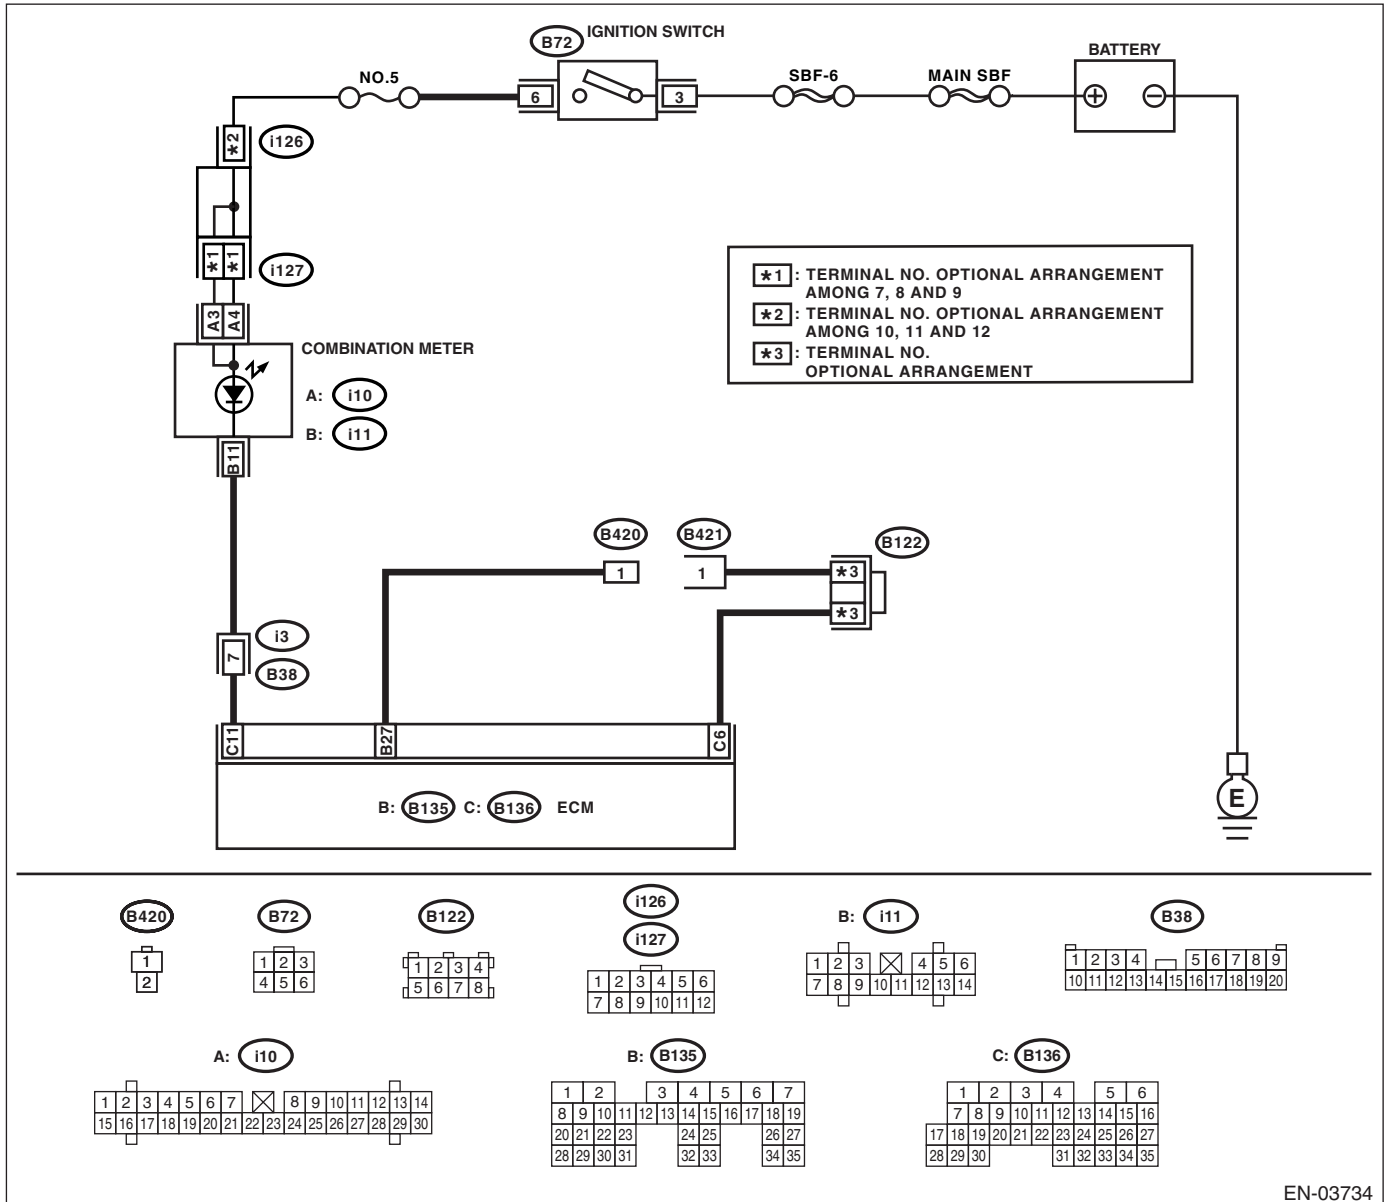 B72 IGNITION SWITCH
BATTERY
NO.5
SBF-6
MAIN SBF
6
3
+
−
*2
i126
*1 *1
i127
A3 A4
COMBINATION METER
A: i10
B: i11
B11
*1 : TERMINAL NO. OPTIONAL ARRANGEMENT
AMONG 7, 8 AND 9
*2 : TERMINAL NO. OPTIONAL ARRANGEMENT
AMONG 10, 11 AND 12
*3 : TERMINAL NO.
OPTIONAL ARRANGEMENT
B420
B421
B122
1
1
*3
*3
i3
7
B38
C11
B27
C6
B: B135 C: B136 ECM
E
B420
1
2
B72
1 2 3
4 5 6
B122
1 2 3 4
5 6 7 8
i126
i127
1 2 3 4 5 6
7 8 9 10 11 12
B: i11
1 2 3 4 5 6
7 8 9 10 11 12 13 14
B38
1 2 3 4 5 6 7 8 9
10 11 12 13 14 15 16 17 18 19 20
A: i10
1 2 3 4 5 6 7 8 9 10 11 12 13 14
15 16 17 18 19 20 21 22 23 24 25 26 27 28 29 30
B: B135
1 2 3 4 5 6 7
8 9 10 11 12 13 14 15 16 17 18 19
20 21 22 23 24 25 26 27
28 29 30 31 32 33 34 35
C: B136
1 2 3 4 5 6
7 8 9 10 11 12 13 14 15 16
17 18 19 20 21 22 23 24 25 26 27
28 29 30 31 32 33 34 35
EN-03734